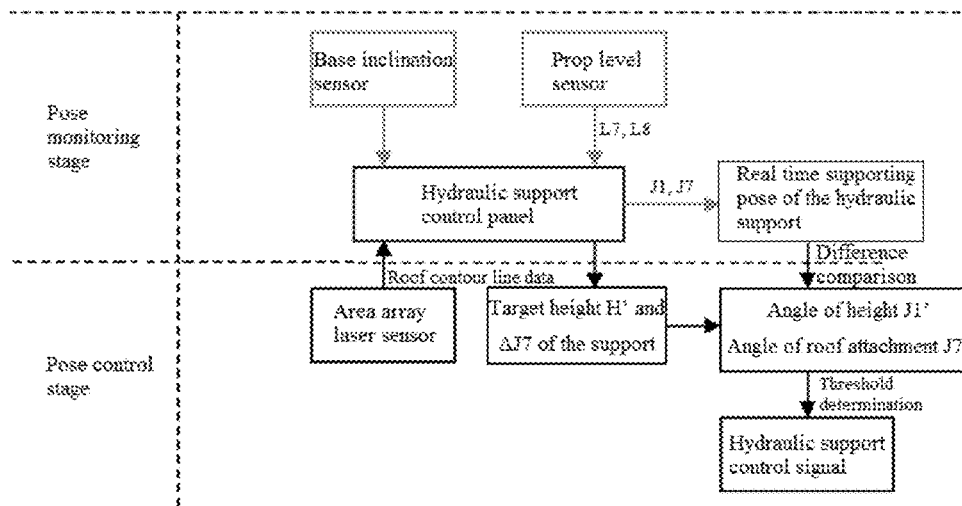 Base inclination
sensor
Prop level
sensor
Pose
monitoring
stage
L7, L8
Hydraulic support
control panel
J1, J7
Real time supporting
pose of the hydraulic
support
Difference
comparison
Roof contour line data
Area array
laser sensor
Target height H' and
ΔJ7 of the support
Angle of height J1'
Angle of roof attachment J7
Pose control
stage
Threshold
determination
Hydraulic support
control signal